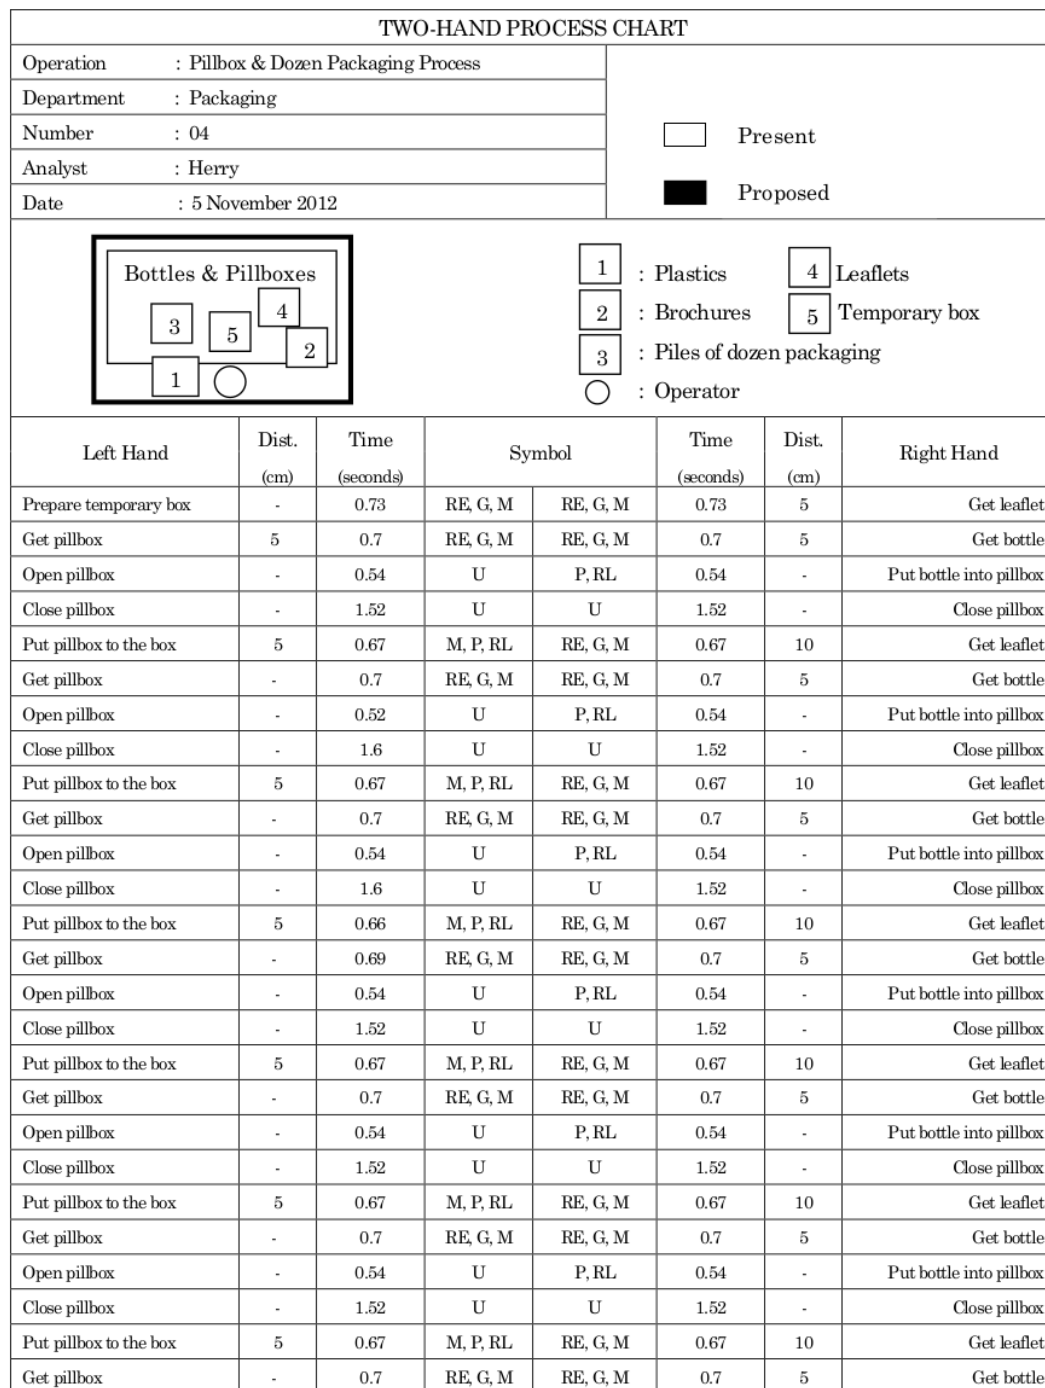 TWO-HAND PROCESS CHART
Operation : Pillbox & Dozen Packaging Process
Department : Packaging
Number : 04
Analyst : Herry
Date : 5 November 2012
Present
Proposed
Bottles & Pillboxes
3 5 4 2 1
1 : Plastics 4 Leaflets
2 : Brochures 5 Temporary box
3 : Piles of dozen packaging
: Operator
Left Hand Dist. (cm) Time (seconds) Symbol Time (seconds) Dist. (cm) Right Hand
Prepare temporary box - 0.73 RE, G, M RE, G, M 0.73 5 Get leaflet
Get pillbox 5 0.7 RE, G, M RE, G, M 0.7 5 Get bottle
Open pillbox - 0.54 U P, RL 0.54 - Put bottle into pillbox
Close pillbox - 1.52 U U 1.52 - Close pillbox
Put pillbox to the box 5 0.67 M, P, RL RE, G, M 0.67 10 Get leaflet
Get pillbox - 0.7 RE, G, M RE, G, M 0.7 5 Get bottle
Open pillbox - 0.52 U P, RL 0.54 - Put bottle into pillbox
Close pillbox - 1.6 U U 1.52 - Close pillbox
Put pillbox to the box 5 0.67 M, P, RL RE, G, M 0.67 10 Get leaflet
Get pillbox - 0.7 RE, G, M RE, G, M 0.7 5 Get bottle
Open pillbox - 0.54 U P, RL 0.54 - Put bottle into pillbox
Close pillbox - 1.6 U U 1.52 - Close pillbox
Put pillbox to the box 5 0.66 M, P, RL RE, G, M 0.67 10 Get leaflet
Get pillbox - 0.69 RE, G, M RE, G, M 0.7 5 Get bottle
Open pillbox - 0.54 U P, RL 0.54 - Put bottle into pillbox
Close pillbox - 1.52 U U 1.52 - Close pillbox
Put pillbox to the box 5 0.67 M, P, RL RE, G, M 0.67 10 Get leaflet
Get pillbox - 0.7 RE, G, M RE, G, M 0.7 5 Get bottle
Open pillbox - 0.54 U P, RL 0.54 - Put bottle into pillbox
Close pillbox - 1.52 U U 1.52 - Close pillbox
Put pillbox to the box 5 0.67 M, P, RL RE, G, M 0.67 10 Get leaflet
Get pillbox - 0.7 RE, G, M RE, G, M 0.7 5 Get bottle
Open pillbox - 0.54 U P, RL 0.54 - Put bottle into pillbox
Close pillbox - 1.52 U U 1.52 - Close pillbox
Put pillbox to the box 5 0.67 M, P, RL RE, G, M 0.67 10 Get leaflet
Get pillbox - 0.7 RE, G, M RE, G, M 0.7 5 Get bottle